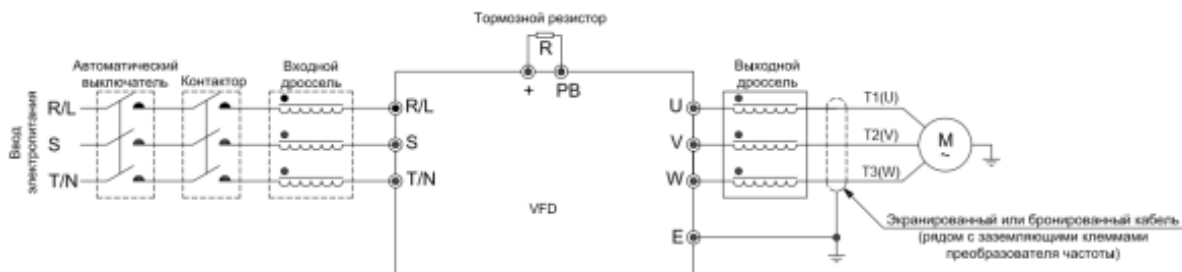 Тормозной резистор
R
+
PB
Автоматический
выключатель
Контактор
Входной
дроссель
Выходной
дроссель
Ввод
электропитания
R/L
S
T/N
R/L
S
T/N
VFD
U
V
W
E
T1(U)
T2(V)
T3(W)
M
~
Экранированный или бронированный кабель
(рядом с заземляющими клеммами
преобразователя частоты)